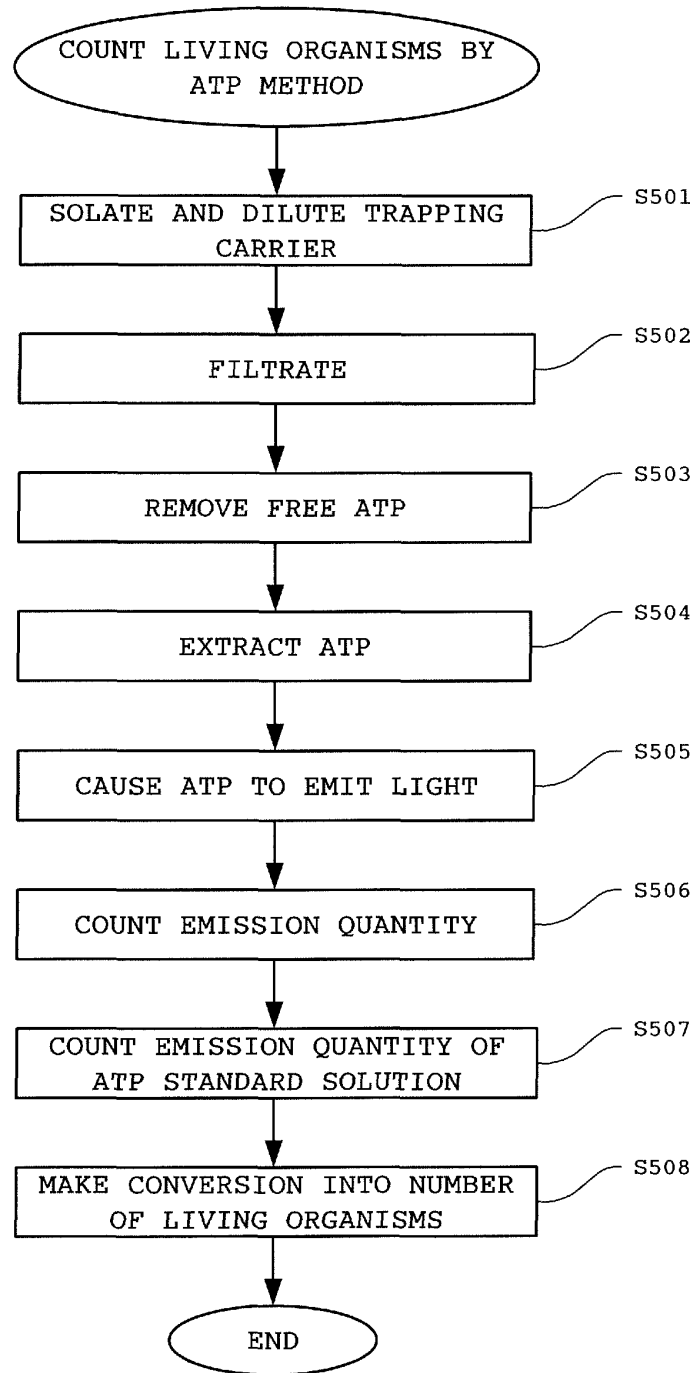 COUNT LIVING ORGANISMS BY
ATP METHOD
SOLATE AND DILUTE TRAPPING
CARRIER
S501
FILTRATE
S502
REMOVE FREE ATP
S503
EXTRACT ATP
S504
CAUSE ATP TO EMIT LIGHT
S505
COUNT EMISSION QUANTITY
S506
COUNT EMISSION QUANTITY OF
ATP STANDARD SOLUTION
S507
MAKE CONVERSION INTO NUMBER
OF LIVING ORGANISMS
S508
END